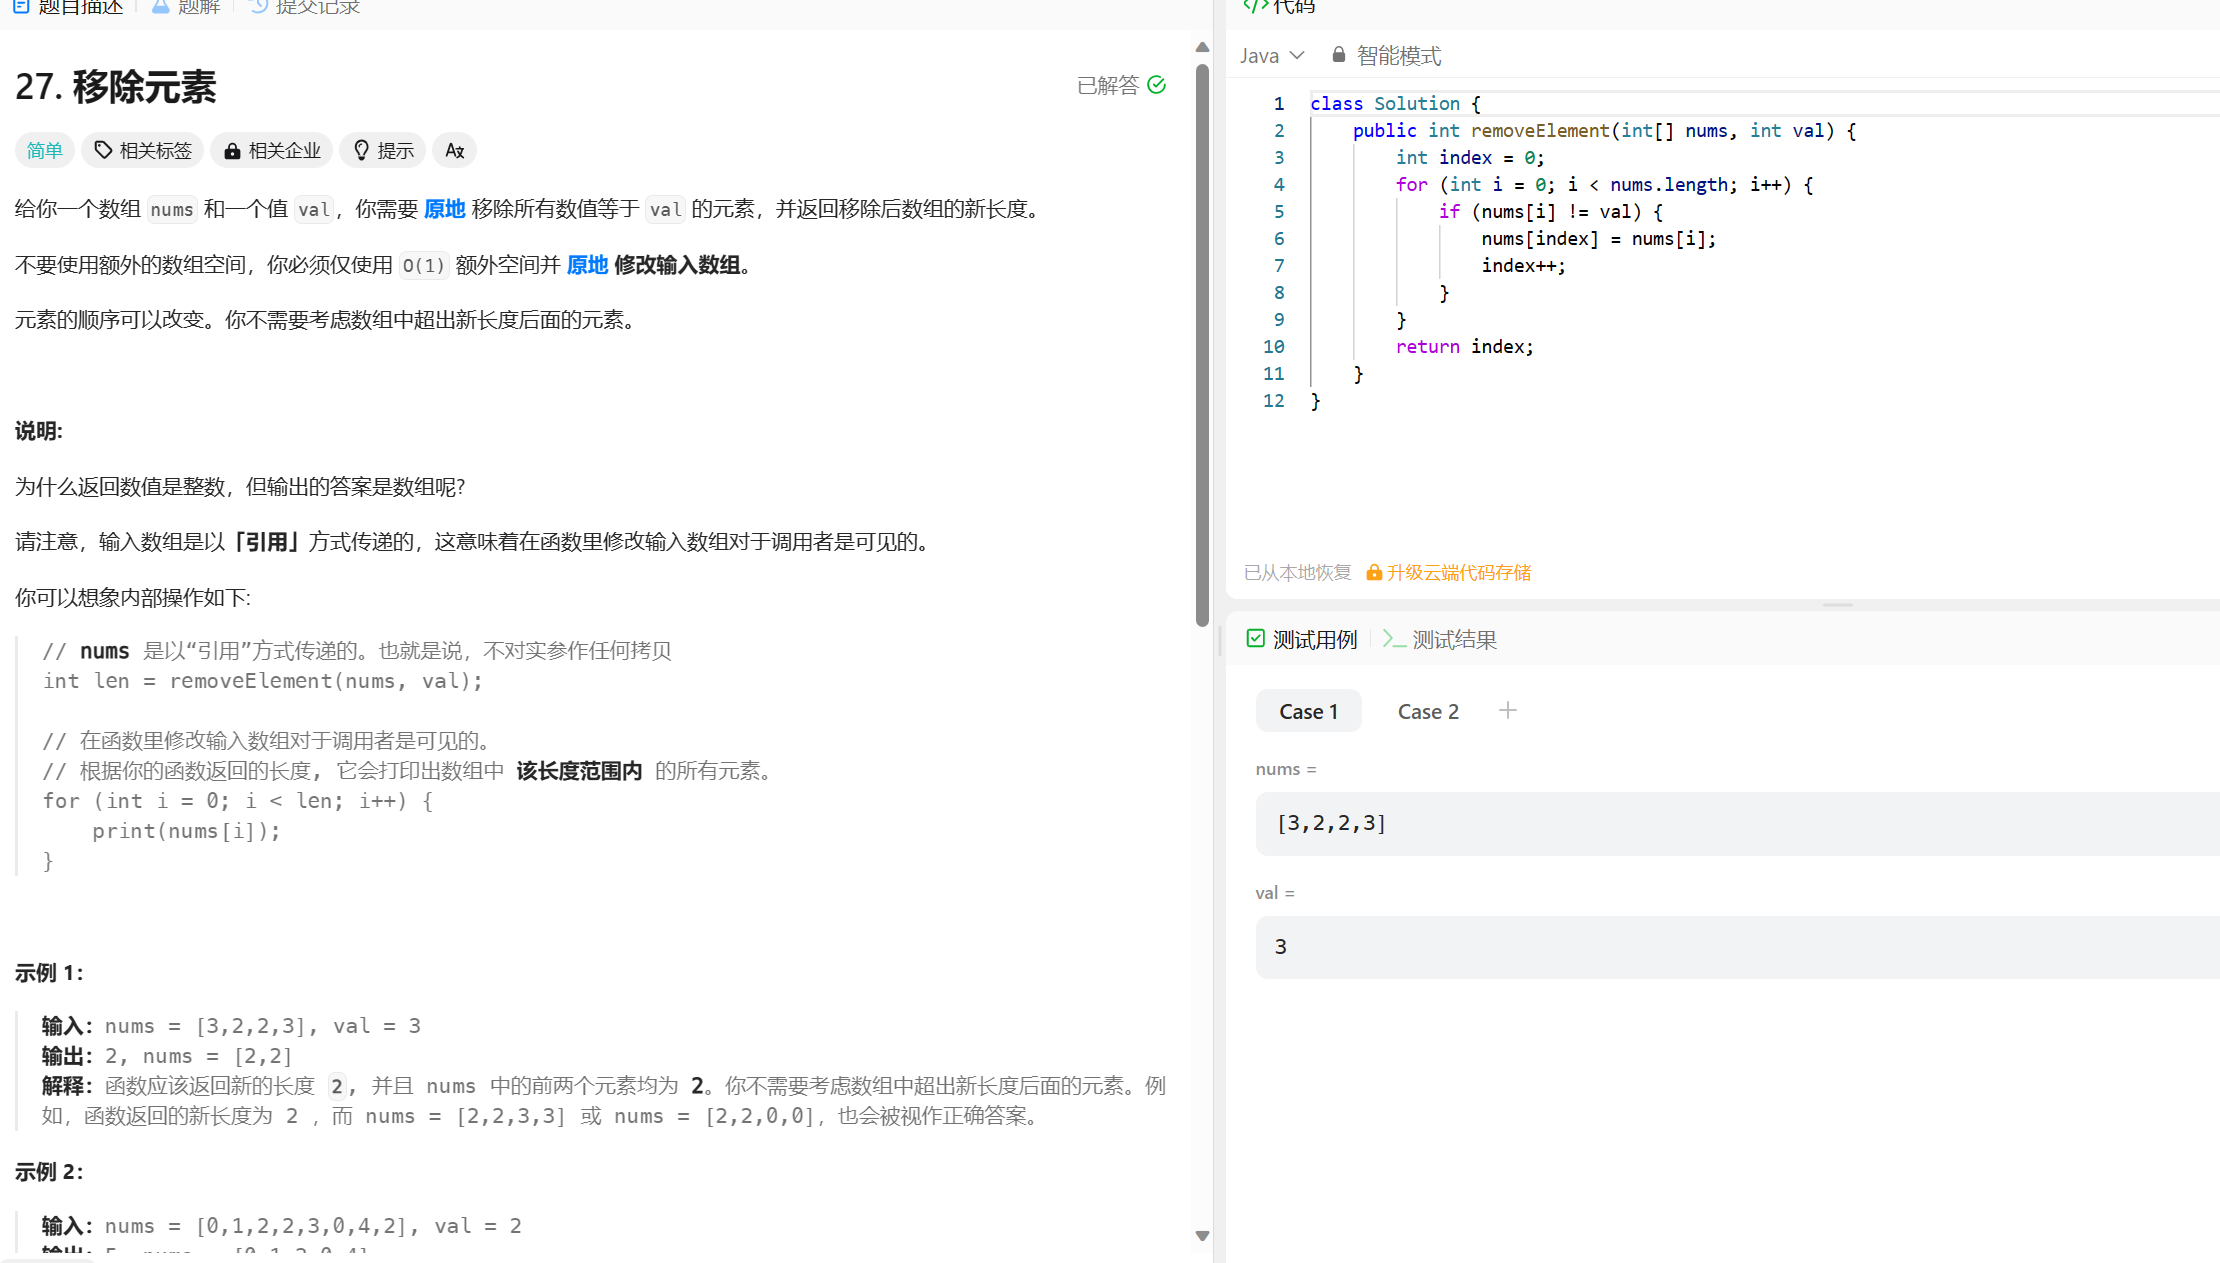 题目描述 题解 提交记录
27. 移除元素
已解答
简单 相关标签 相关企业 提示
给你一个数组 nums 和一个值 val，你需要 原地 移除所有数值等于 val 的元素，并返回移除后数组的新长度。
不要使用额外的数组空间，你必须仅使用 O(1) 额外空间并 原地 修改输入数组。
元素的顺序可以改变。你不需要考虑数组中超出新长度后面的元素。
说明:
为什么返回数值是整数，但输出的答案是数组呢?
请注意，输入数组是以「引用」方式传递的，这意味着在函数里修改输入数组对于调用者是可见的。
你可以想象内部操作如下:
// nums 是以“引用”方式传递的。也就是说，不对实参作任何拷贝
int len = removeElement(nums, val);
// 在函数里修改输入数组对于调用者是可见的。
// 根据你的函数返回的长度, 它会打印出数组中 该长度范围内 的所有元素。
for (int i = 0; i < len; i++) {
    print(nums[i]);
}
示例 1：
输入：nums = [3,2,2,3], val = 3
输出：2, nums = [2,2]
解释：函数应该返回新的长度 2, 并且 nums 中的前两个元素均为 2。你不需要考虑数组中超出新长度后面的元素。例
如，函数返回的新长度为 2 ，而 nums = [2,2,3,3] 或 nums = [2,2,0,0]，也会被视作正确答案。
示例 2：
输入：nums = [0,1,2,2,3,0,4,2], val = 2
代码
Java 智能模式
1 class Solution {
2     public int removeElement(int[] nums, int val) {
3         int index = 0;
4         for (int i = 0; i < nums.length; i++) {
5             if (nums[i] != val) {
6                 nums[index] = nums[i];
7                 index++;
8             }
9         }
10         return index;
11     }
12 }
已从本地恢复 升级云端代码存储
测试用例 测试结果
Case 1 Case 2
nums =
[3,2,2,3]
val =
3